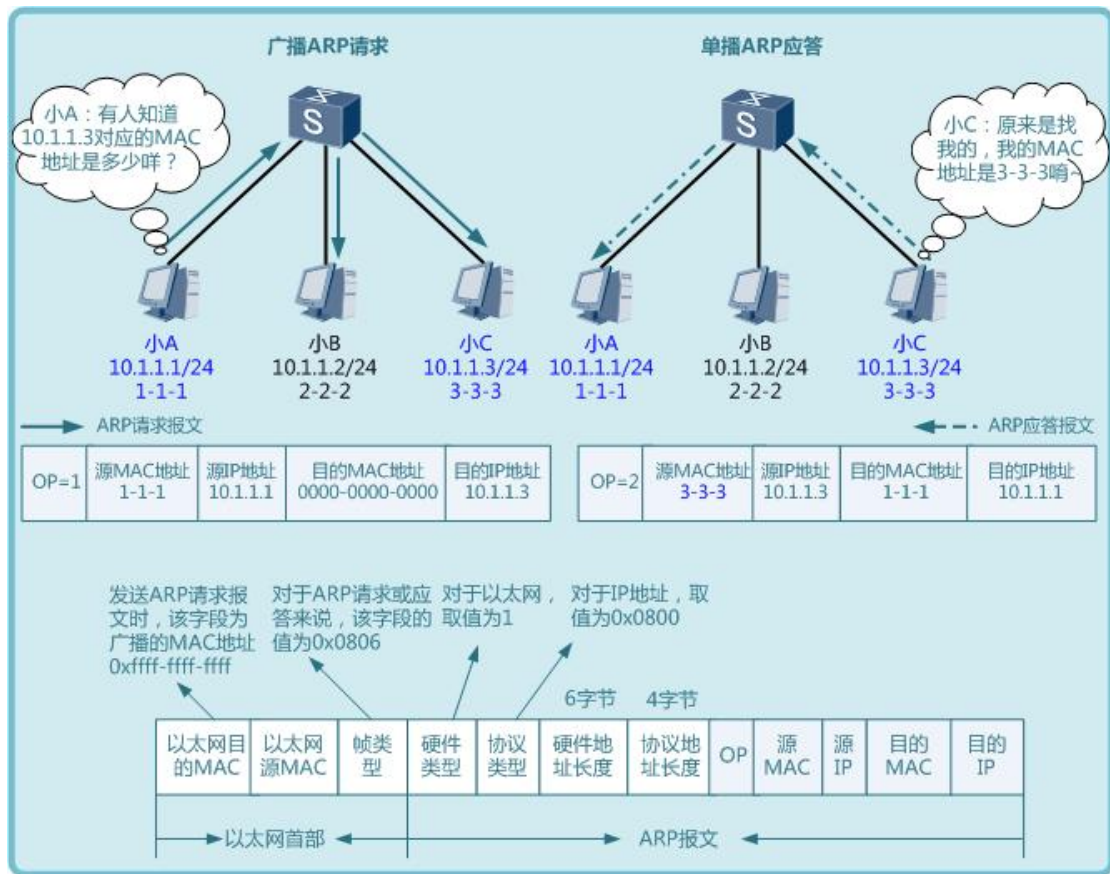 广播ARP请求
单播ARP应答
小A：有人知道
10.1.1.3对应的MAC
地址是多少咩？
S
S
小C：原来是找
我的，我的MAC
地址是3-3-3唷~
小A
10.1.1.1/24
1-1-1
小B
10.1.1.2/24
2-2-2
小C
10.1.1.3/24
3-3-3
小A
10.1.1.1/24
1-1-1
小B
10.1.1.2/24
2-2-2
小C
10.1.1.3/24
3-3-3
ARP请求报文
ARP应答报文
OP=1
源MAC地址
1-1-1
源IP地址
10.1.1.1
目的MAC地址
0000-0000-0000
目的IP地址
10.1.1.3
OP=2
源MAC地址
3-3-3
源IP地址
10.1.1.3
目的MAC地址
1-1-1
目的IP地址
10.1.1.1
发送ARP请求报
文时，该字段为
广播的MAC地址
0xffff-ffff-ffff
对于ARP请求或应
答来说，该字段的
值为0x0806
对于以太网，
取值为1
对于IP地址，取
值为0x0800
6字节
4字节
以太网目
的MAC
以太网
源MAC
帧类
型
硬件
类型
协议
类型
硬件地
址长度
协议地
址长度
OP
源
MAC
源
IP
目的
MAC
目的
IP
以太网首部
ARP报文